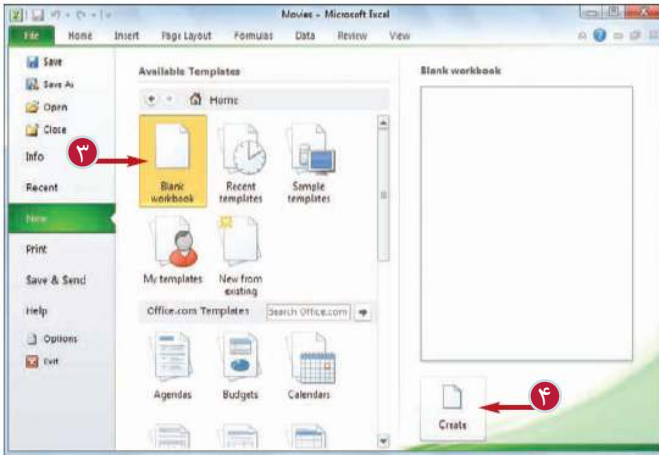 Movies - Microsoft Excel
File Home Insert Page Layout Formulas Data Review View
Save
Save As
Open
Close
Info
Recent
New
Print
Save & Send
Help
Options
Exit
Available Templates
Home
۳
Blank workbook
Recent templates
Sample templates
My templates
New from existing
Office.com Templates Search Office.com
Agendas Budgets Calendars
Blank workbook
۴
Create